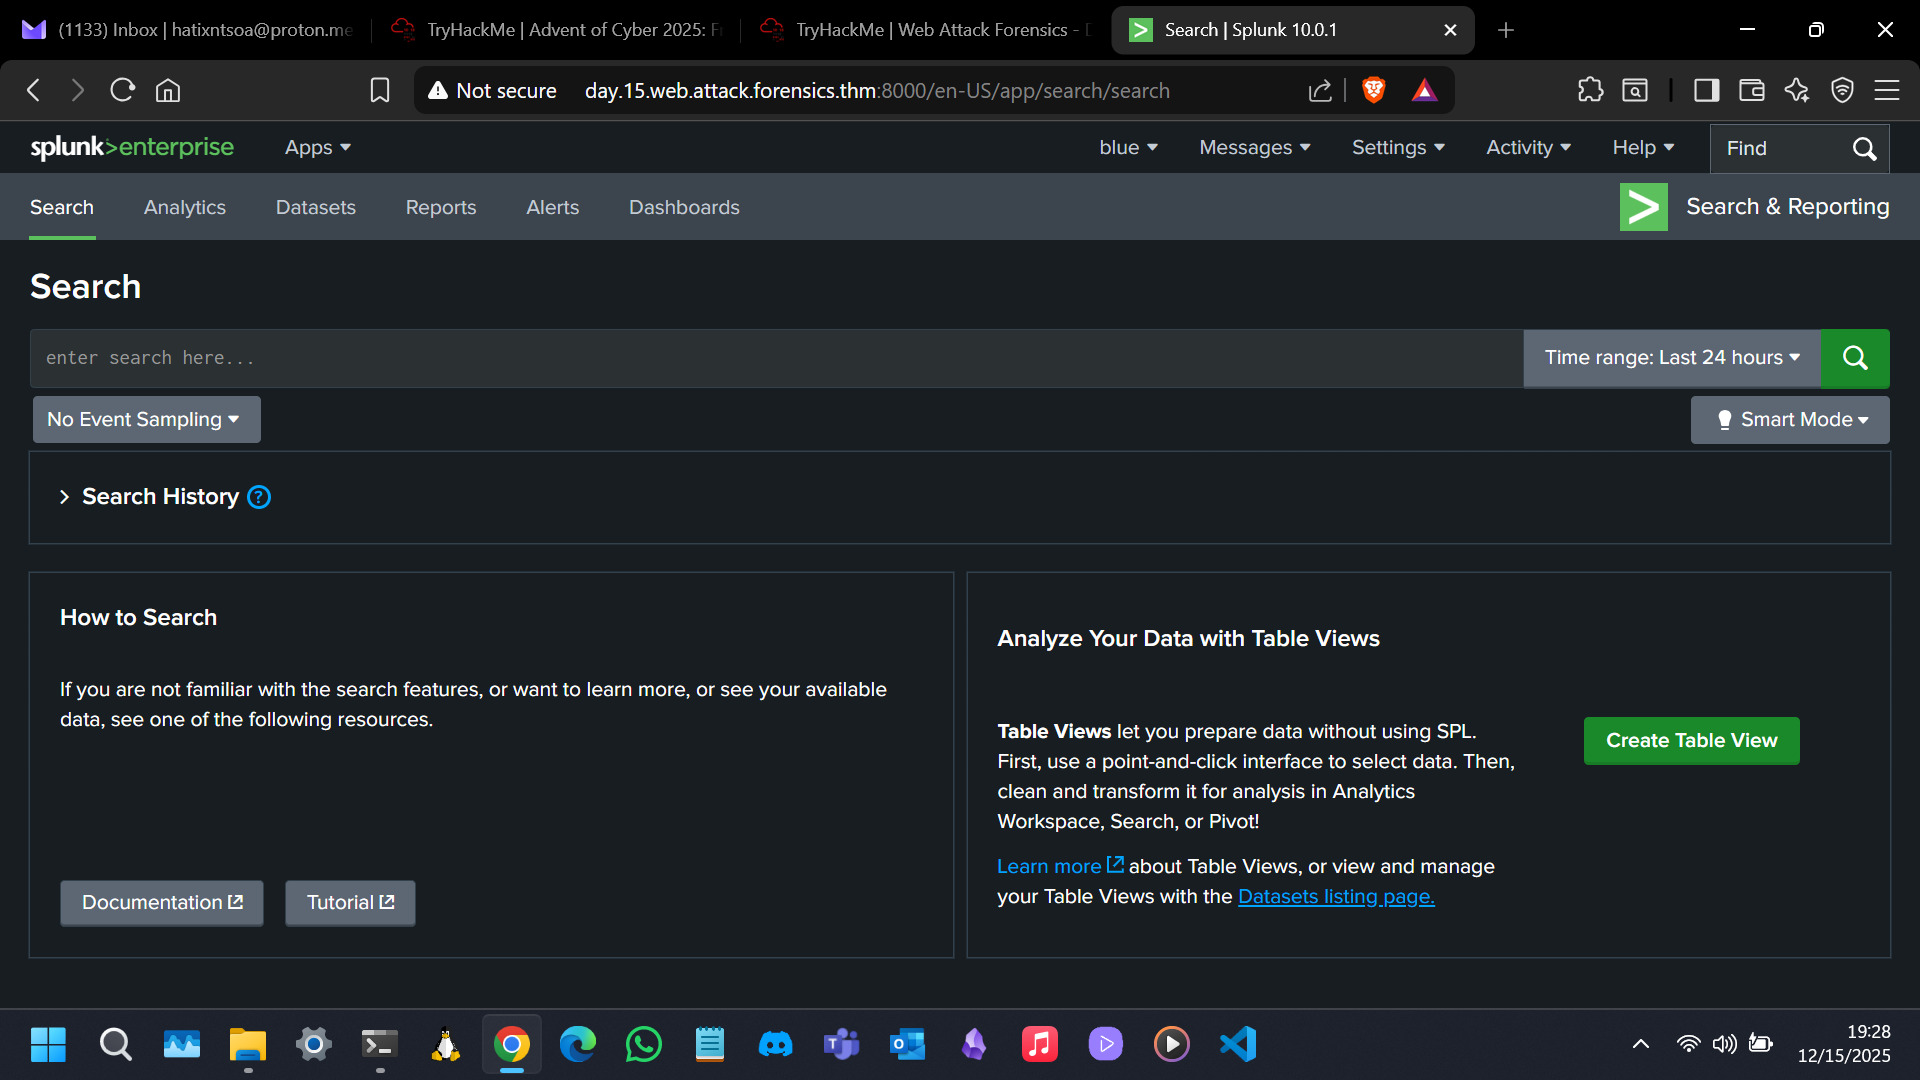 (1133) Inbox | hatixntsoa@proton.me
TryHackMe | Advent of Cyber 2025: F
TryHackMe | Web Attack Forensics - D
Search | Splunk 10.0.1
Not secure
day.15.web.attack.forensics.thm:8000/en-US/app/search/search
splunk>enterprise
Apps
blue
Messages
Settings
Activity
Help
Find
Search
Analytics
Datasets
Reports
Alerts
Dashboards
Search & Reporting
Search
enter search here...
Time range: Last 24 hours
No Event Sampling
Smart Mode
Search History
How to Search
If you are not familiar with the search features, or want to learn more, or see your available
data, see one of the following resources.
Documentation
Tutorial
Analyze Your Data with Table Views
Table Views let you prepare data without using SPL.
First, use a point-and-click interface to select data. Then,
clean and transform it for analysis in Analytics
Workspace, Search, or Pivot!
Learn more about Table Views, or view and manage
your Table Views with the Datasets listing page.
Create Table View
19:28
12/15/2025